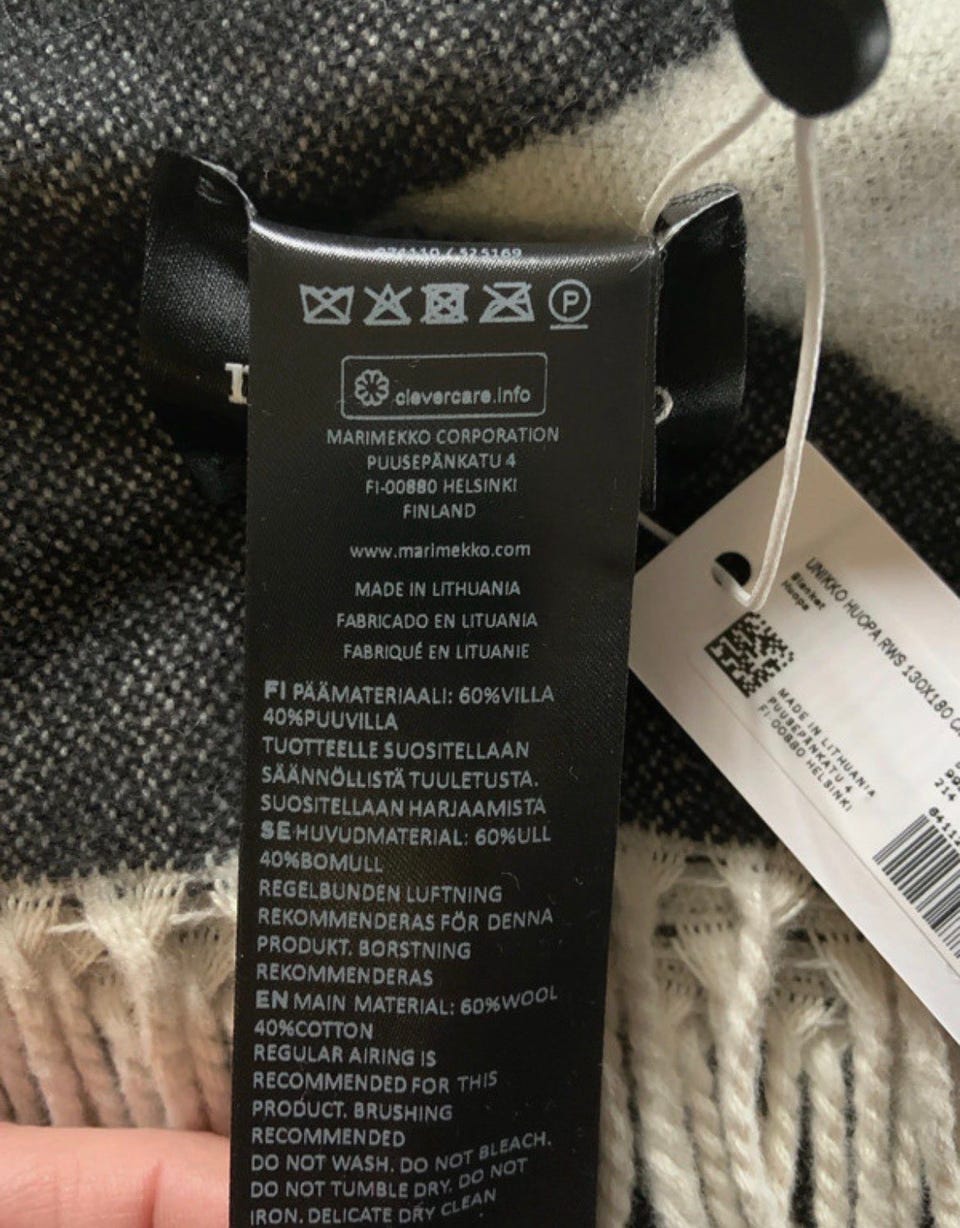 MARIMEKKO CORPORATION
PUUSEPÄNKATU 4
FI-00880 HELSINKI
FINLAND
www.marimekko.com
MADE IN LITHUANIA
FABRICADO EN LITUANIA
FABRIQUÉ EN LITUANIE
FI PÄÄMATERIAALI: 60%VILLA
40%PUUVILLA
TUOTTEELLE SUOSITELLAAN
SÄÄNNÖLLISTÄ TUULETUSTA.
SUOSITELLAAN HARJAAMISTA
SE HUVUDMATERIAL: 60%ULL
40%BOMULL
REGELBUNDEN LUFTNING
REKOMMENDERAS FÖR DENNA
PRODUKT. BORSTNING
REKOMMENDERAS
EN MAIN MATERIAL: 60%WOOL
40%COTTON
REGULAR AIRING IS
RECOMMENDED FOR THIS
PRODUCT. BRUSHING
RECOMMENDED
DO NOT WASH. DO NOT BLEACH.
DO NOT TUMBLE DRY. DO NOT
IRON. DELICATE DRY CLEAN
P
clevercare.info
UNIKKO HUOPA RWS 130X180
Blanket
Huopa
MADE IN LITHUANIA
PUUSEPÄNKATU 4
FI-00880 HELSINKI